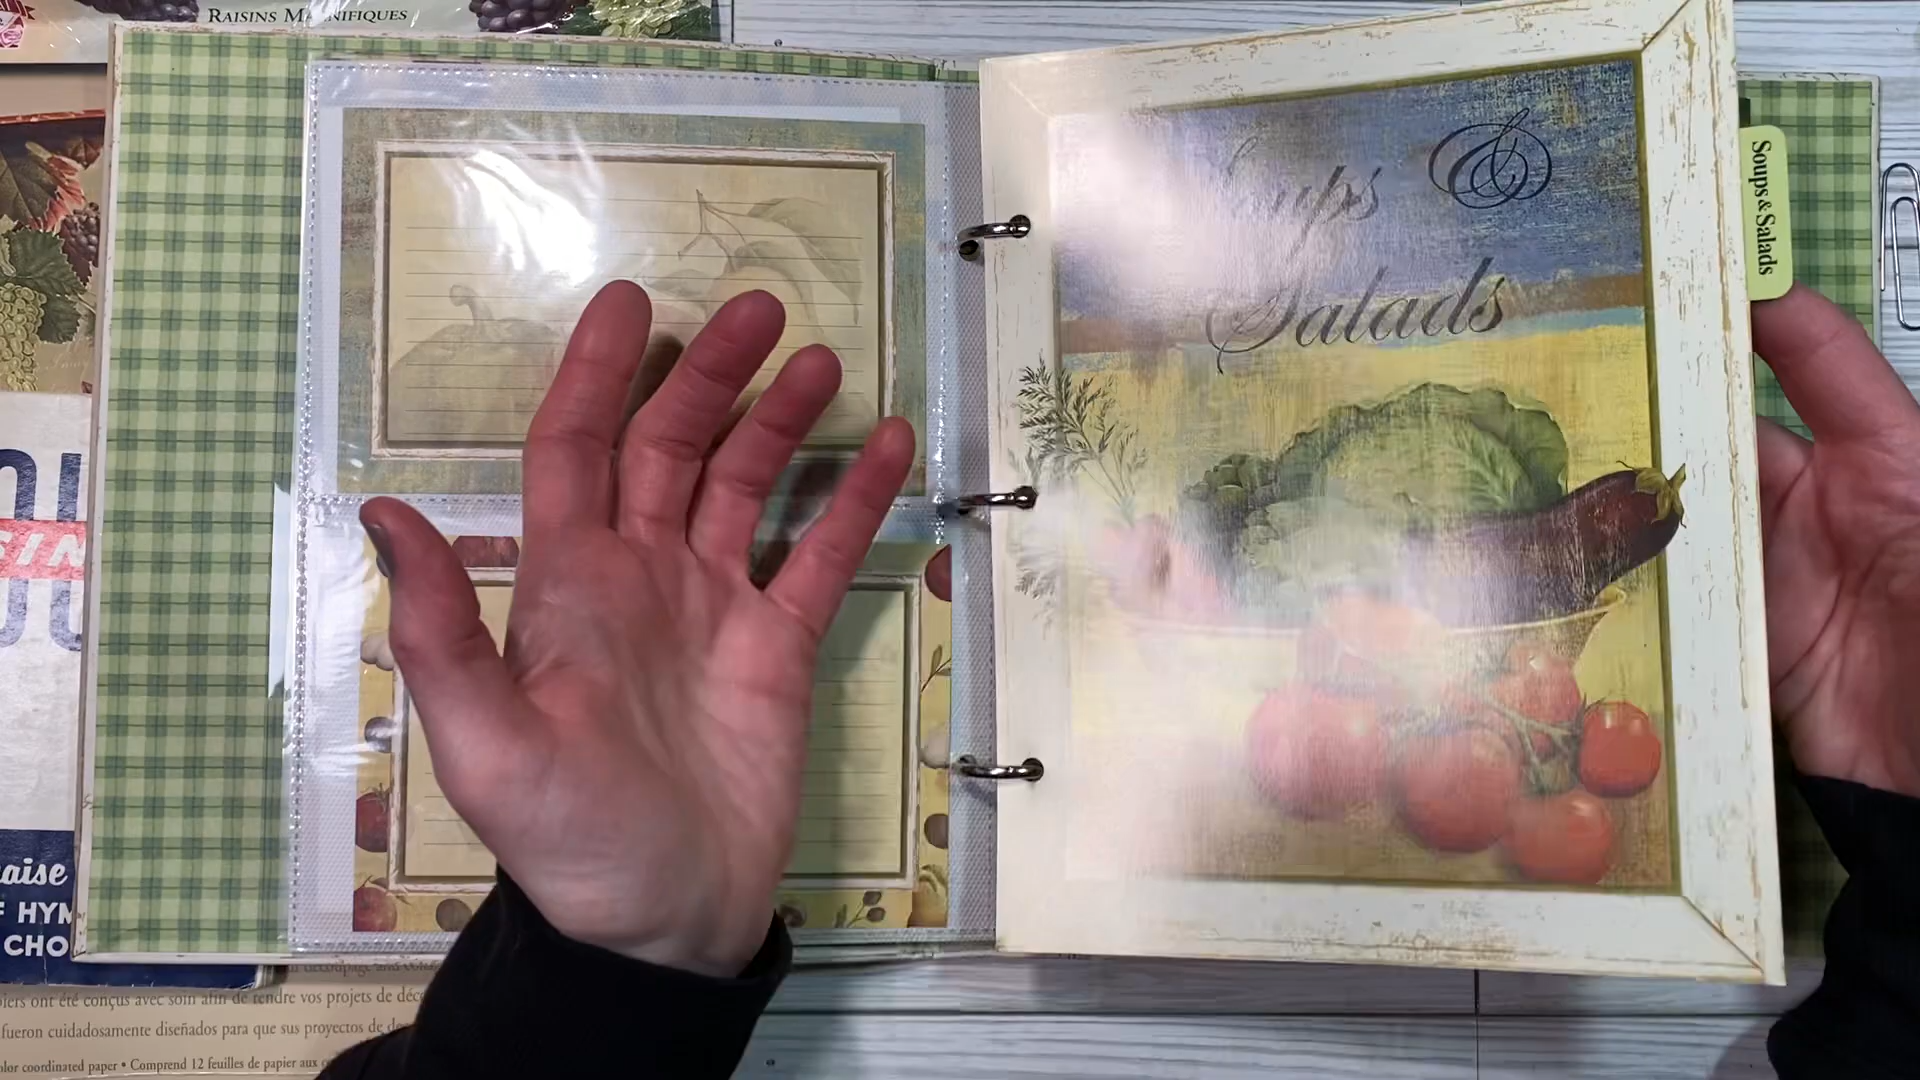 RAISINS MAGNIFIQUES
Soups &
Salads
Soups & Salads
aise
F HYM
CHO
piers ont été conçus avec soin afin de rendre vos projets de déc
fueron cuidadosamente diseñados para que sus proyectos de de
olor coordinated paper • Comprend 12 feuilles de papier aux